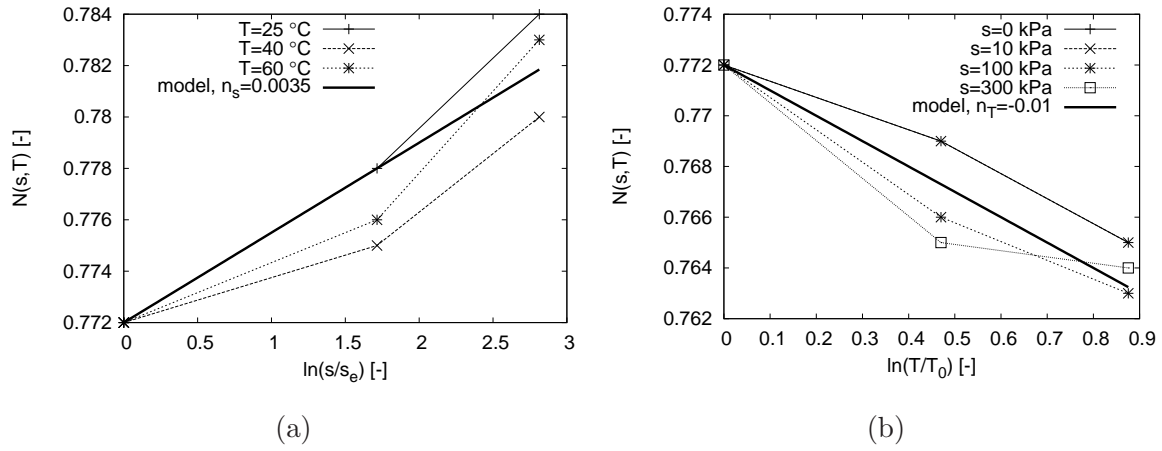 0.784
0.782
0.78
0.778
0.776
0.774
0.772
N(s,T) [-]
T=25 °C
T=40 °C
T=60 °C
model, n_s=0.0035
0 0.5 1 1.5 2 2.5 3
ln(s/s_e) [-]
(a)
0.774
0.772
0.77
0.768
0.766
0.764
0.762
N(s,T) [-]
s=0 kPa
s=10 kPa
s=100 kPa
s=300 kPa
model, n_T=-0.01
0 0.1 0.2 0.3 0.4 0.5 0.6 0.7 0.8 0.9
ln(T/T_0) [-]
(b)